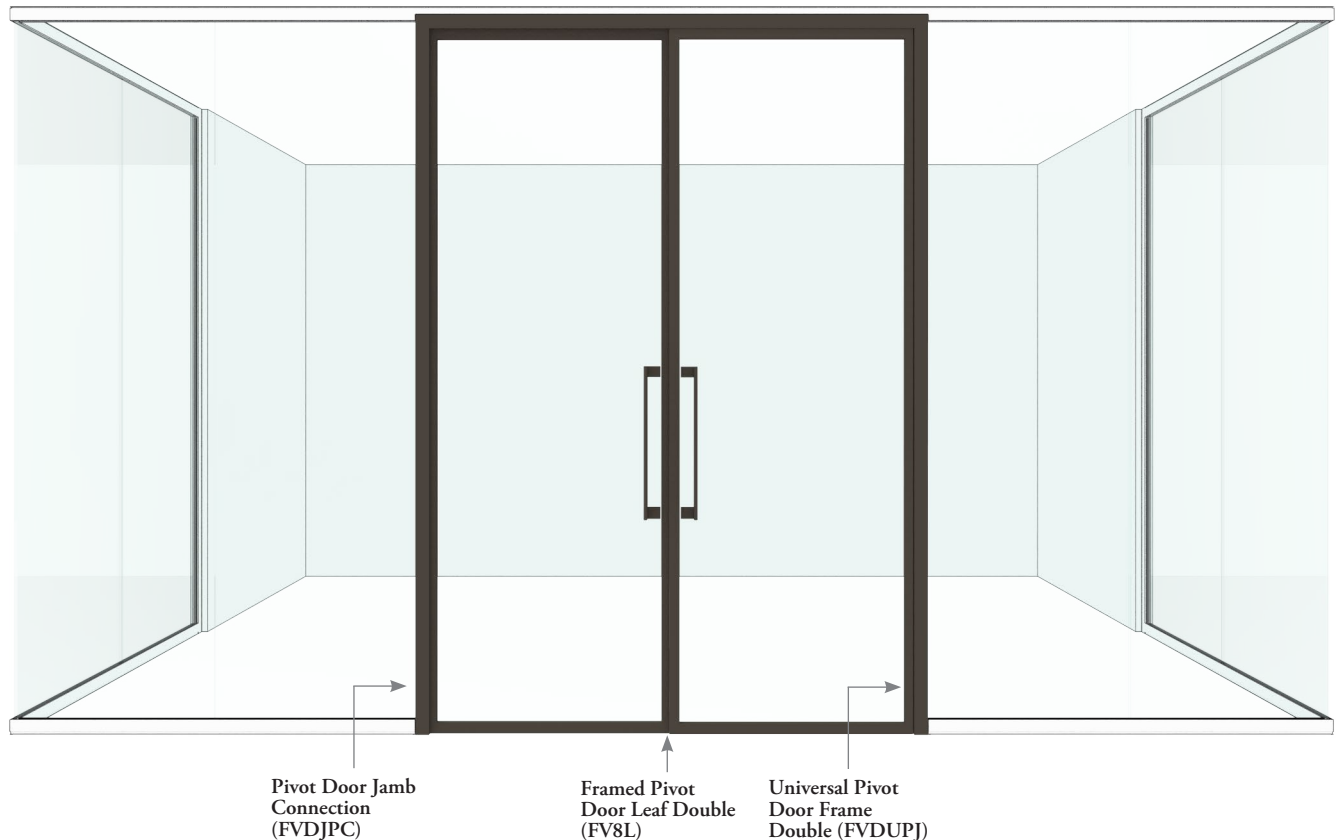 Pivot Door Jamb
Connection
(FVDJPC)
Framed Pivot
Door Leaf Double
(FV8L)
Universal Pivot
Door Frame
Double (FVDUPJ)